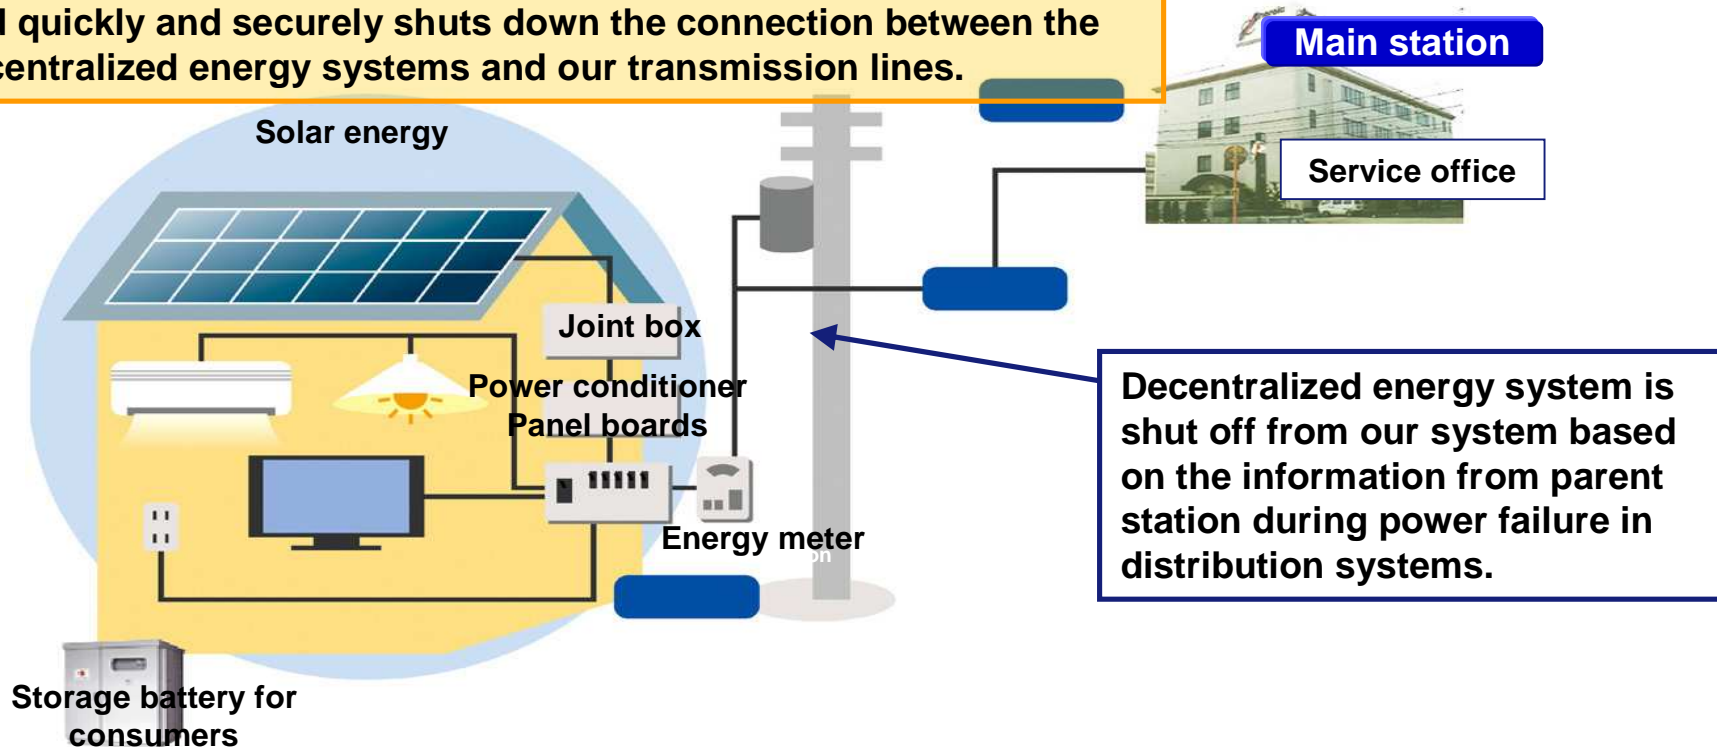 quickly and securely shuts down the connection between the
centralized energy systems and our transmission lines.
Main station
Solar energy
Service office
Joint box
Power conditioner
Panel boards
Decentralized energy system is
shut off from our system based
on the information from parent
station during power failure in
distribution systems.
Energy meter
on
Storage battery for
consumers